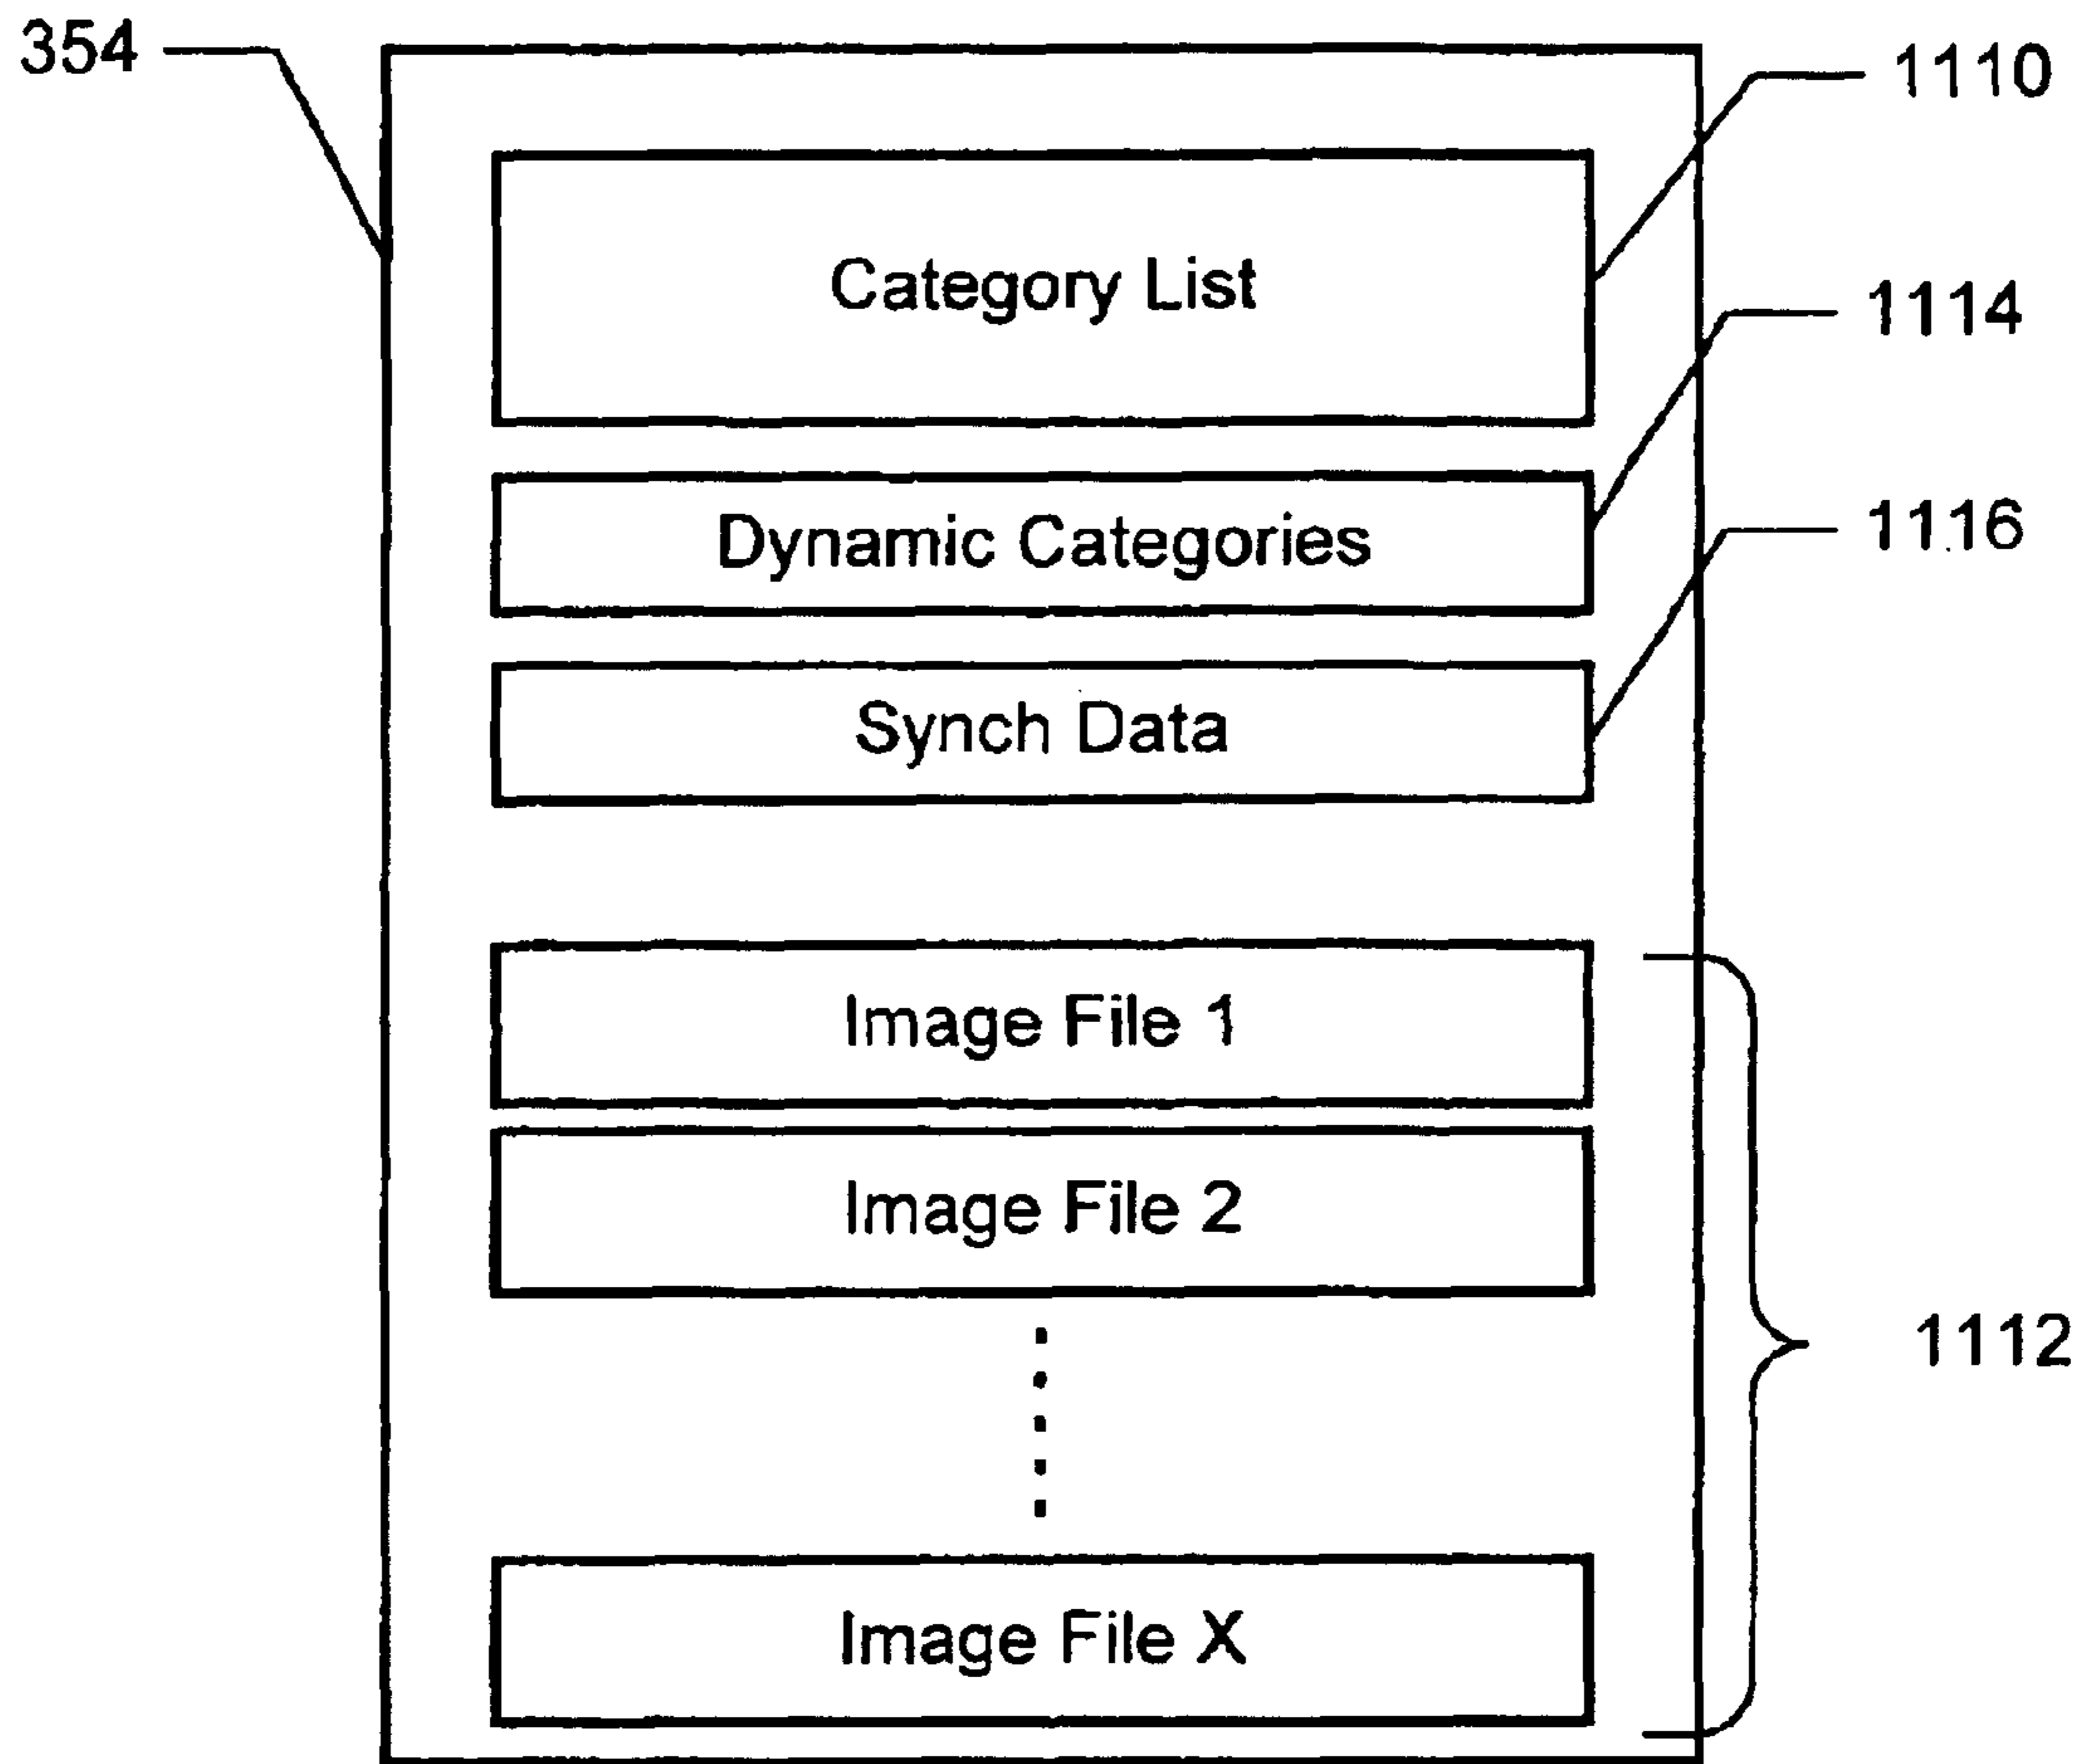 354
1110
Category List
1114
Dynamic Categories
1116
Synch Data
Image File 1
Image File 2
1112
Image File X